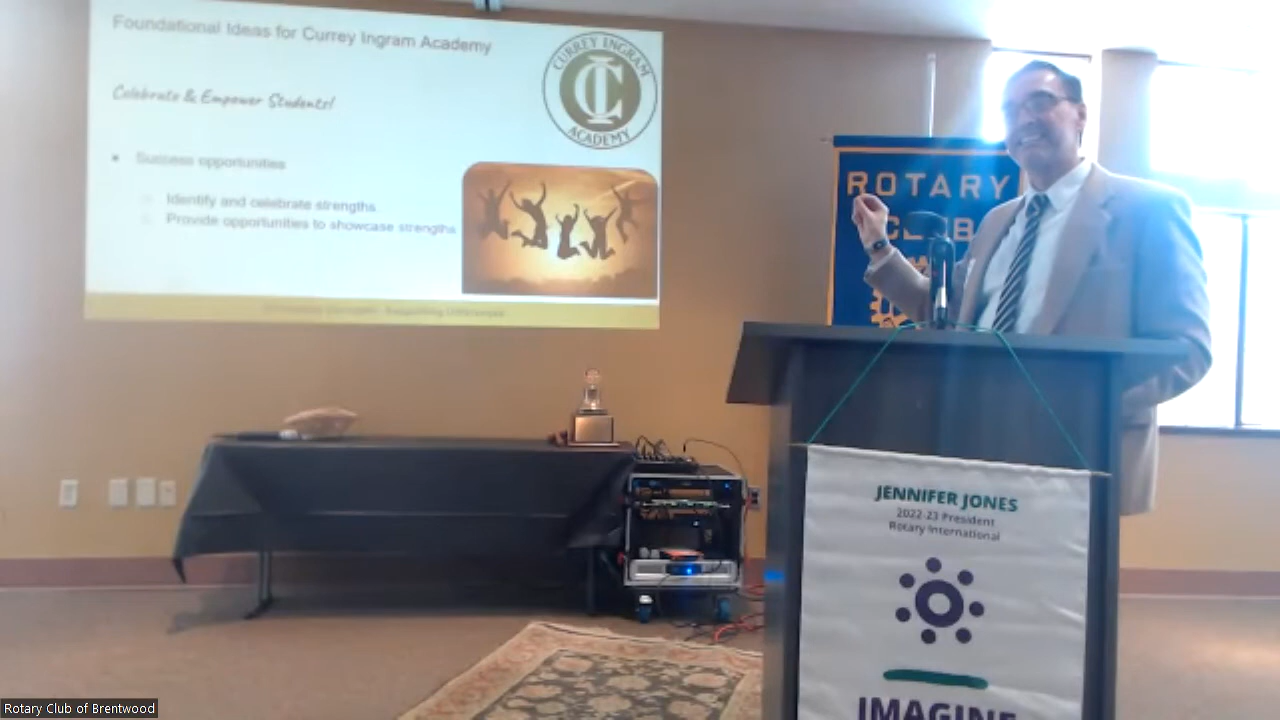 Foundational Ideas for Currey Ingram Academy
CURREY INGRAM
CI
ACADEMY
Celebrate & Empower Students!
Success opportunities
Identify and celebrate strengths
Provide opportunities to showcase strengths
ROTARY
CLUB
JENNIFER JONES
2022-23 President
Rotary International
IMAGINE
Rotary Club of Brentwood